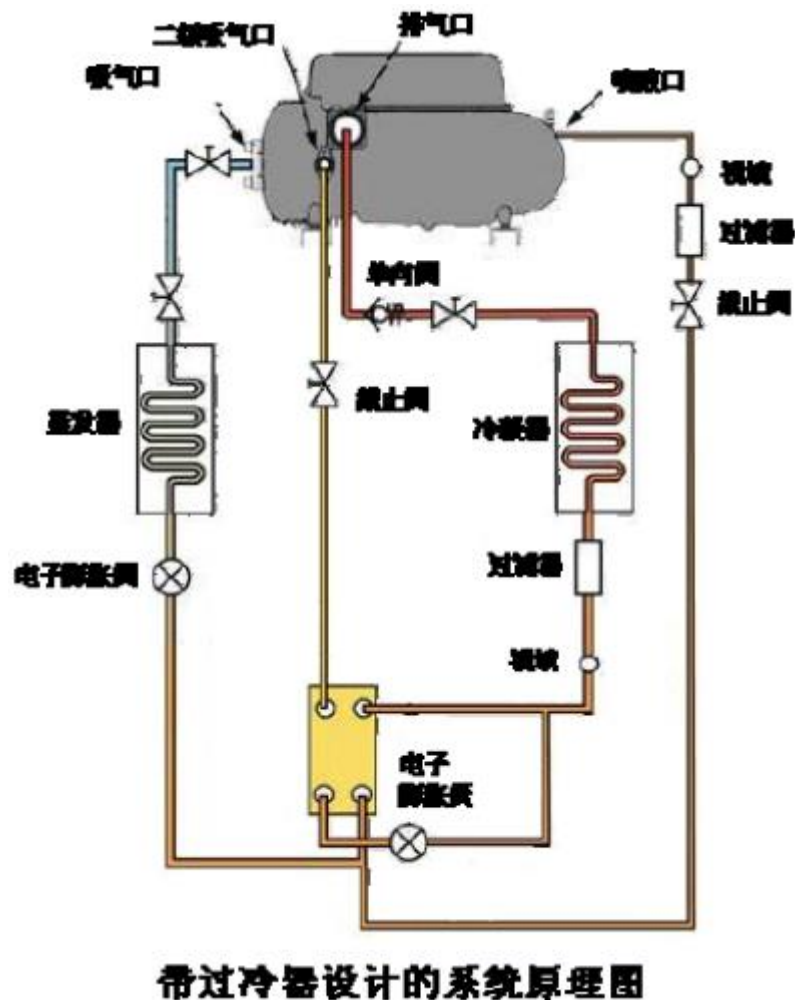 排气口
二级吸气口
吸气口
喷液口
视镜
过滤器
单向阀
截止阀
截止阀
蒸发器
冷凝器
电子膨胀阀
过滤器
视镜
电子
膨胀阀
带过冷器设计的系统原理图